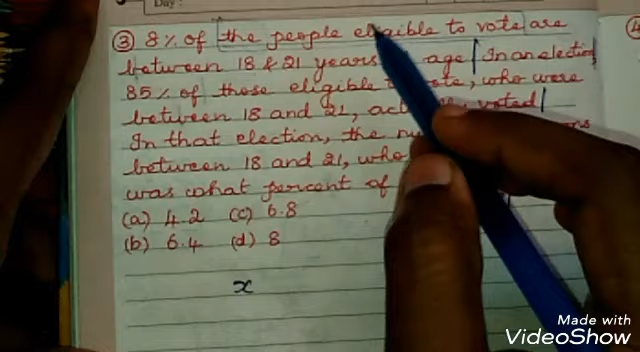 Day :
③ 8% of the people eligible to vote are
between 18 & 21 years age In an election
85% of those eligible vote, who were
between 18 and 21, voted
In that election, the
between 18 and 21, who
was what percent of
(a) 4.2 (c) 6.8
(b) 6.4 (d) 8
x
Made with
VideoShow